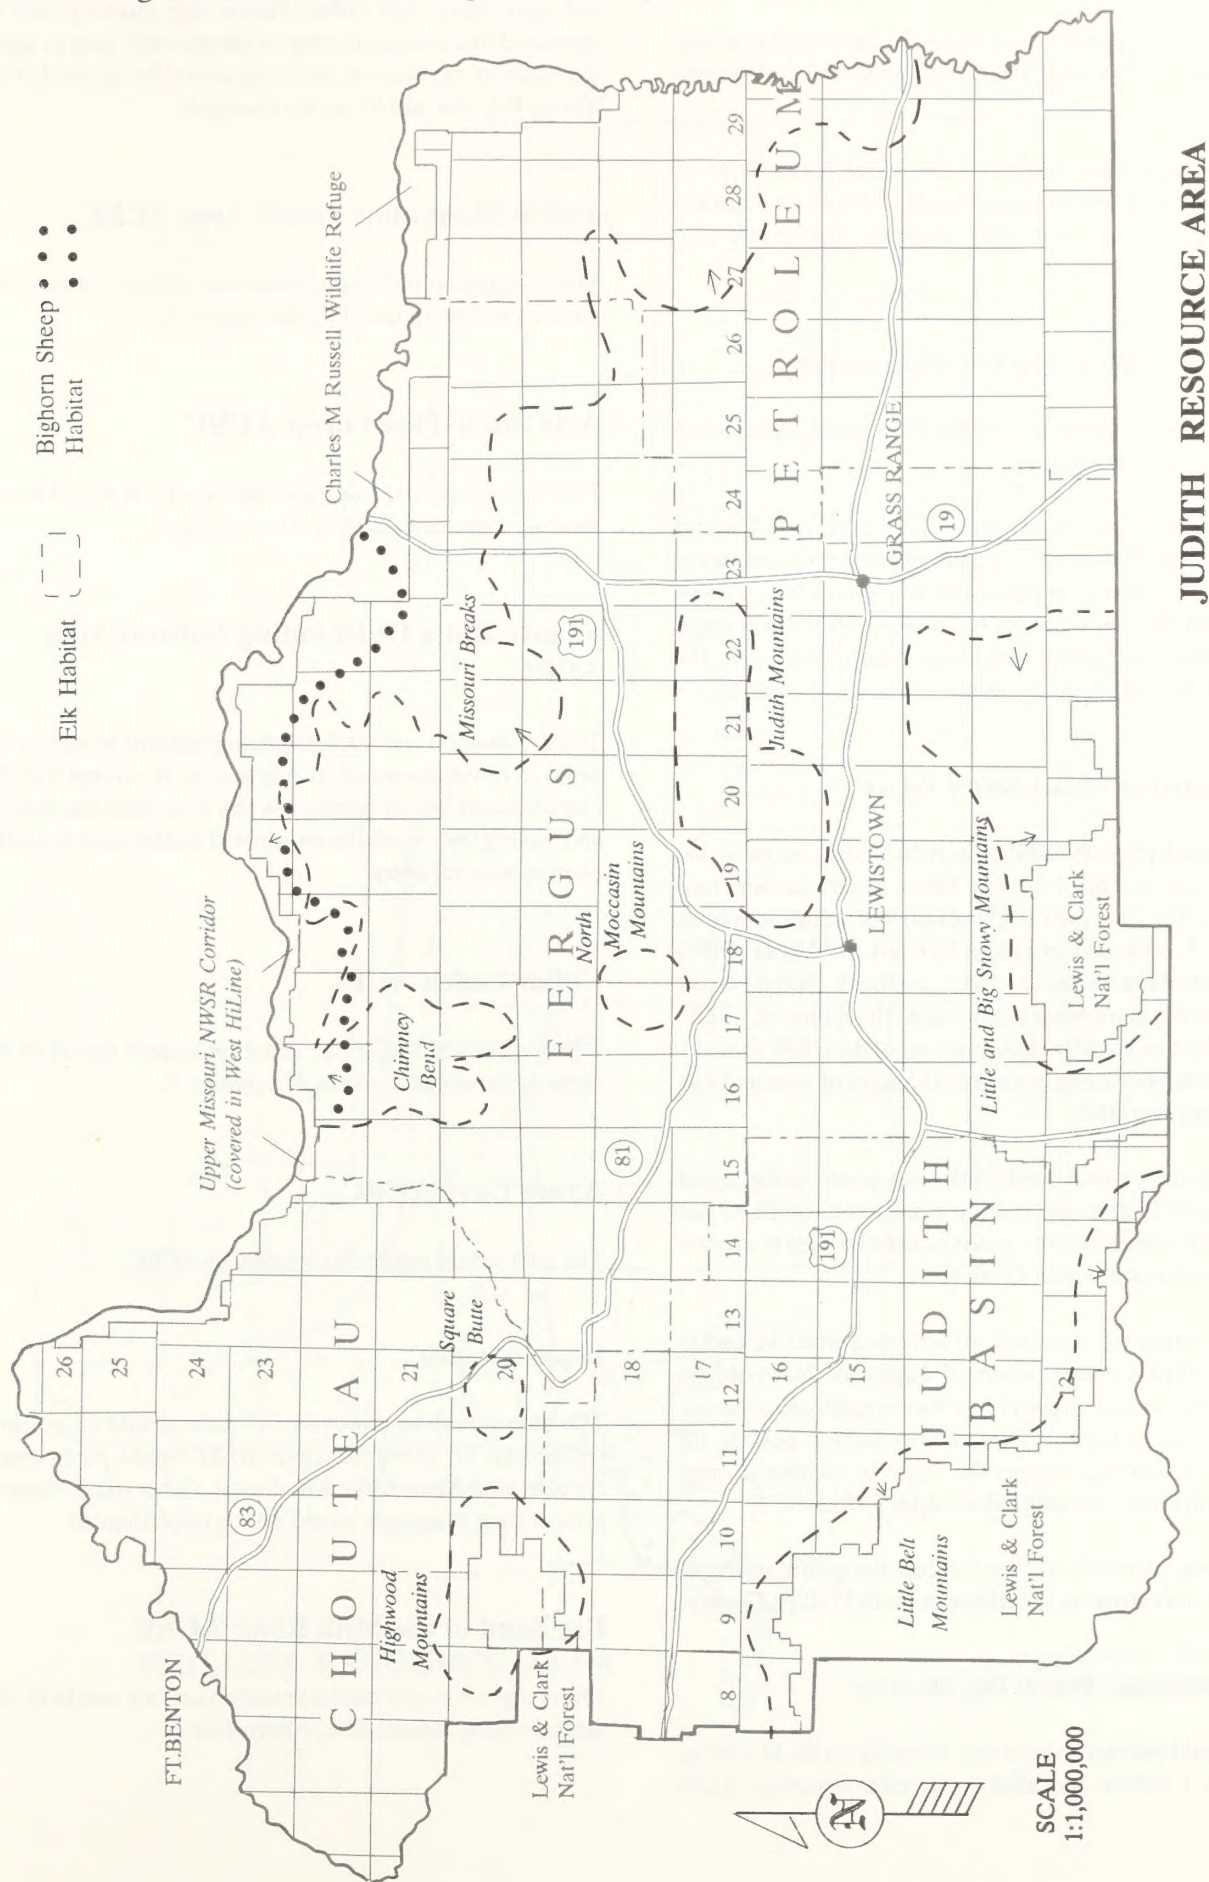 Elk Habitat
Bighorn Sheep
Habitat
Charles M Russell Wildlife Refuge
Upper Missouri NWSR Corridor
(covered in West HiLine)
FT.BENTON
CHOUTEAU
83
26
25
24
23
21
20
18
17
16
15
12
Square
Butte
Highwood
Mountains
Lewis & Clark
Nat'l Forest
Chimney
Bend
Missouri Breaks
FERGUS
North
Moccasin
Mountains
191
81
8
9
10
11
12
13
14
15
16
17
18
19
20
21
22
23
24
25
26
27
28
29
PETROLEUM
Judith Mountains
GRASS RANGE
19
LEWISTOWN
191
JUDITH
BASIN
Little and Big Snowy Mountains
Lewis & Clark
Nat'l Forest
Little Belt
Mountains
Lewis & Clark
Nat'l Forest
N
SCALE
1:1,000,000
JUDITH RESOURCE AREA